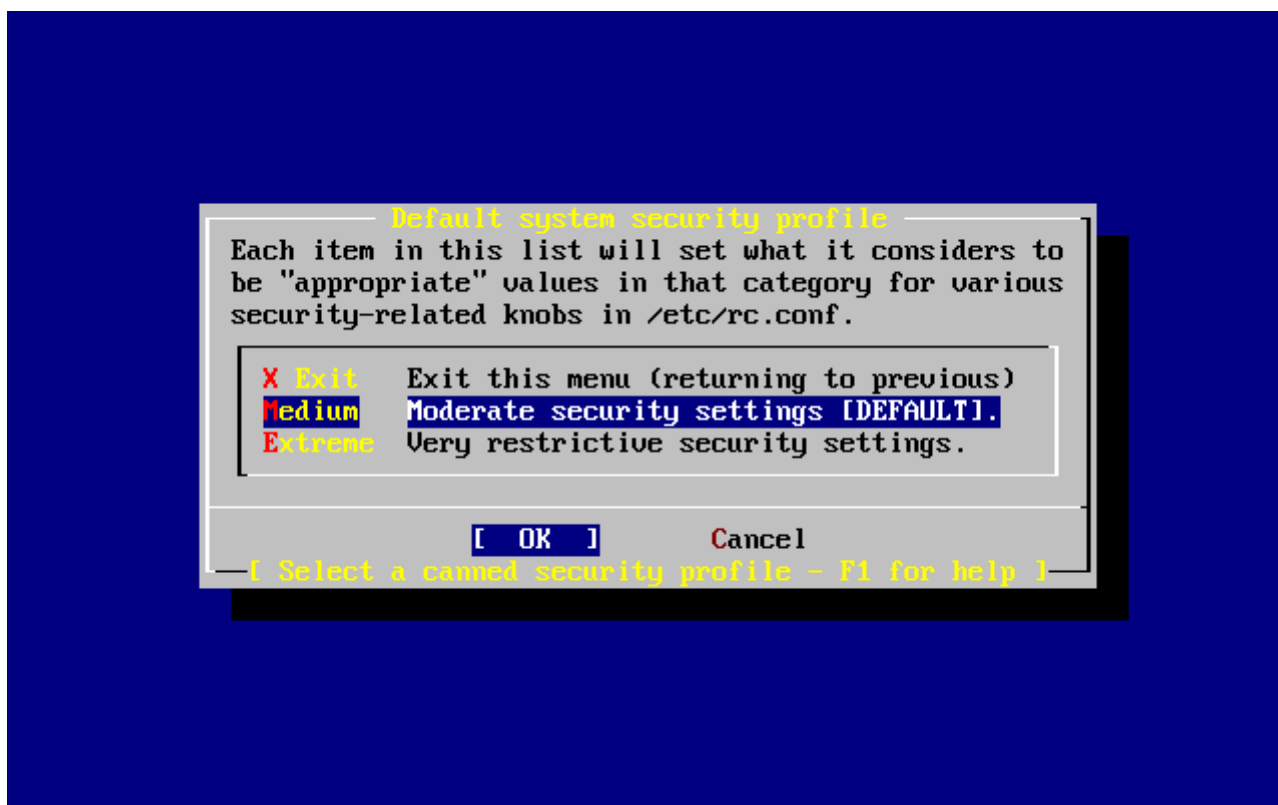 Default system security profile
Each item in this list will set what it considers to
be "appropriate" values in that category for various
security-related knobs in /etc/rc.conf.
X Exit Exit this menu (returning to previous)
Medium Moderate security settings [DEFAULT].
Extreme Very restrictive security settings.
[ OK ] Cancel
[ Select a canned security profile - F1 for help ]